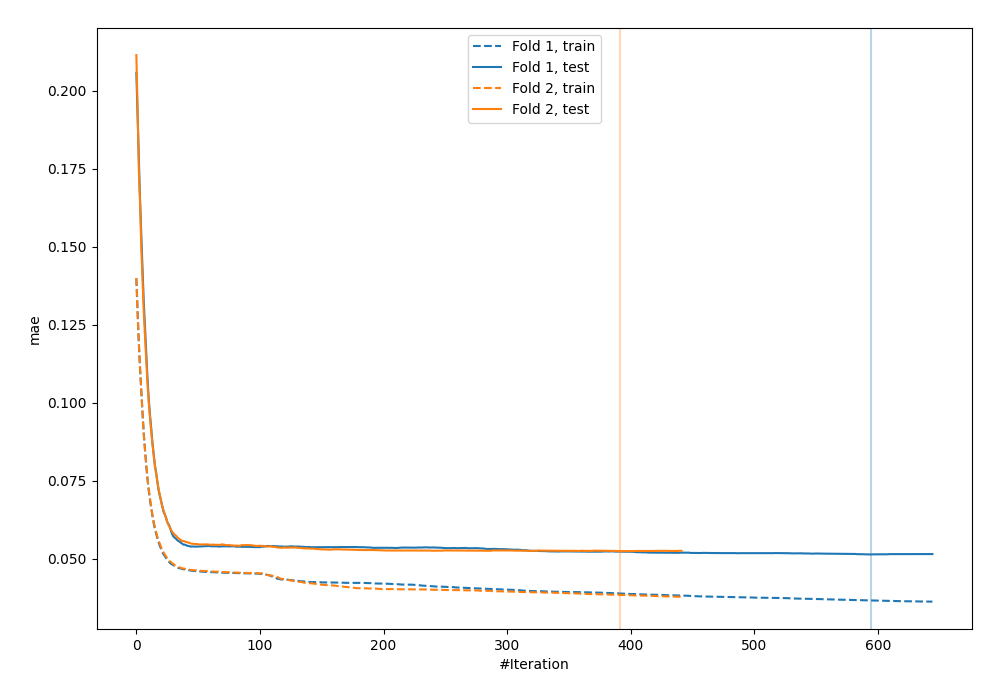 Fold 1, train
Fold 1, test
Fold 2, train
Fold 2, test
0.200
0.175
0.150
0.125
0.100
0.075
0.050
mae
0 100 200 300 400 500 600
#Iteration